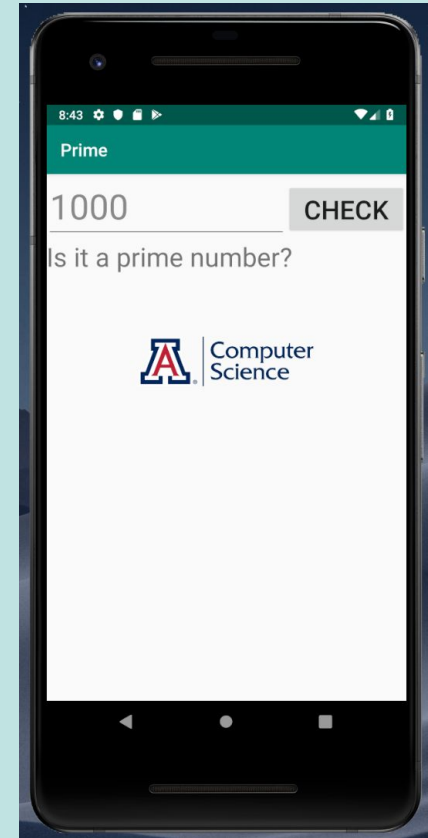 8:43
Prime
1000 CHECK
Is it a prime number?
A Computer
Science